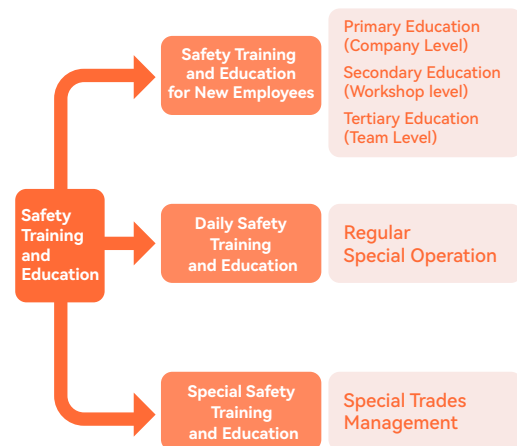 Safety
Training
and
Education
Safety Training
and Education
for New Employees
Primary Education
(Company Level)
Secondary Education
(Workshop level)
Tertiary Education
(Team Level)
Daily Safety
Training
and Education
Regular
Special Operation
Special Safety
Training
and Education
Special Trades
Management